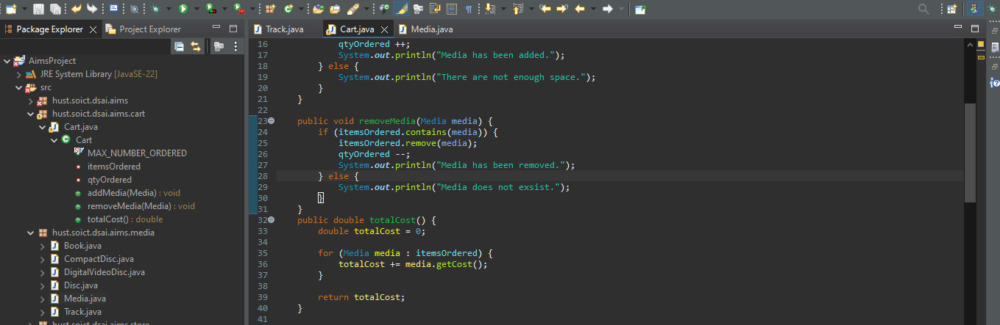 Package Explorer
Project Explorer
AimsProject
JRE System Library [JavaSE-22]
src
hust.soict.dsai.aims
hust.soict.dsai.aims.cart
Cart.java
Cart
MAX_NUMBER_ORDERED
itemsOrdered
qtyOrdered
addMedia(Media) : void
removeMedia(Media) : void
totalCost() : double
hust.soict.dsai.aims.media
Book.java
CompactDisc.java
DigitalVideoDisc.java
Disc.java
Media.java
Track.java
hust.soict.dsai.aims.store
Track.java
Cart.java
Media.java
16 qtyOrdered ++;
17 System.out.println("Media has been added.");
18 } else {
19 System.out.println("There are not enough space.");
20 }
21 }
22
23 public void removeMedia(Media media) {
24 if (itemsOrdered.contains(media)) {
25 itemsOrdered.remove(media);
26 qtyOrdered --;
27 System.out.println("Media has been removed.");
28 } else {
29 System.out.println("Media does not exsist.");
30 }
31 }
32 public double totalCost() {
33 double totalCost = 0;
34
35 for (Media media : itemsOrdered) {
36 totalCost += media.getCost();
37 }
38
39 return totalCost;
40 }
41